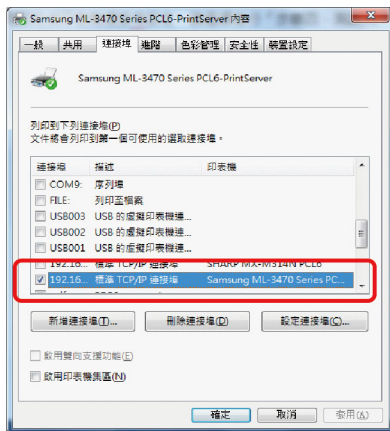 Samsung ML-3470 Series PCL6-PrintServer 內容
一般 共用 連接埠 進階 色彩管理 安全性 裝置設定
Samsung ML-3470 Series PCL6-PrintServer
列印到下列連接埠(P)
文件將會列印到第一個可使用的選取連接埠。
連接埠 描述 印表機
COM9: 序列埠
FILE: 列印至檔案
USB003 USB 的虛擬印表機連...
USB002 USB 的虛擬印表機連...
USB001 USB 的虛擬印表機連...
192.16... 標準 TCP/IP 連接埠 SHARP MX-M314N PCL6
192.16... 標準 TCP/IP 連接埠 Samsung ML-3470 Series PC...
新增連接埠(T)... 刪除連接埠(D) 設定連接埠(C)...
啟用雙向支援功能(E)
啟用印表機集區(N)
確定 取消 套用(A)